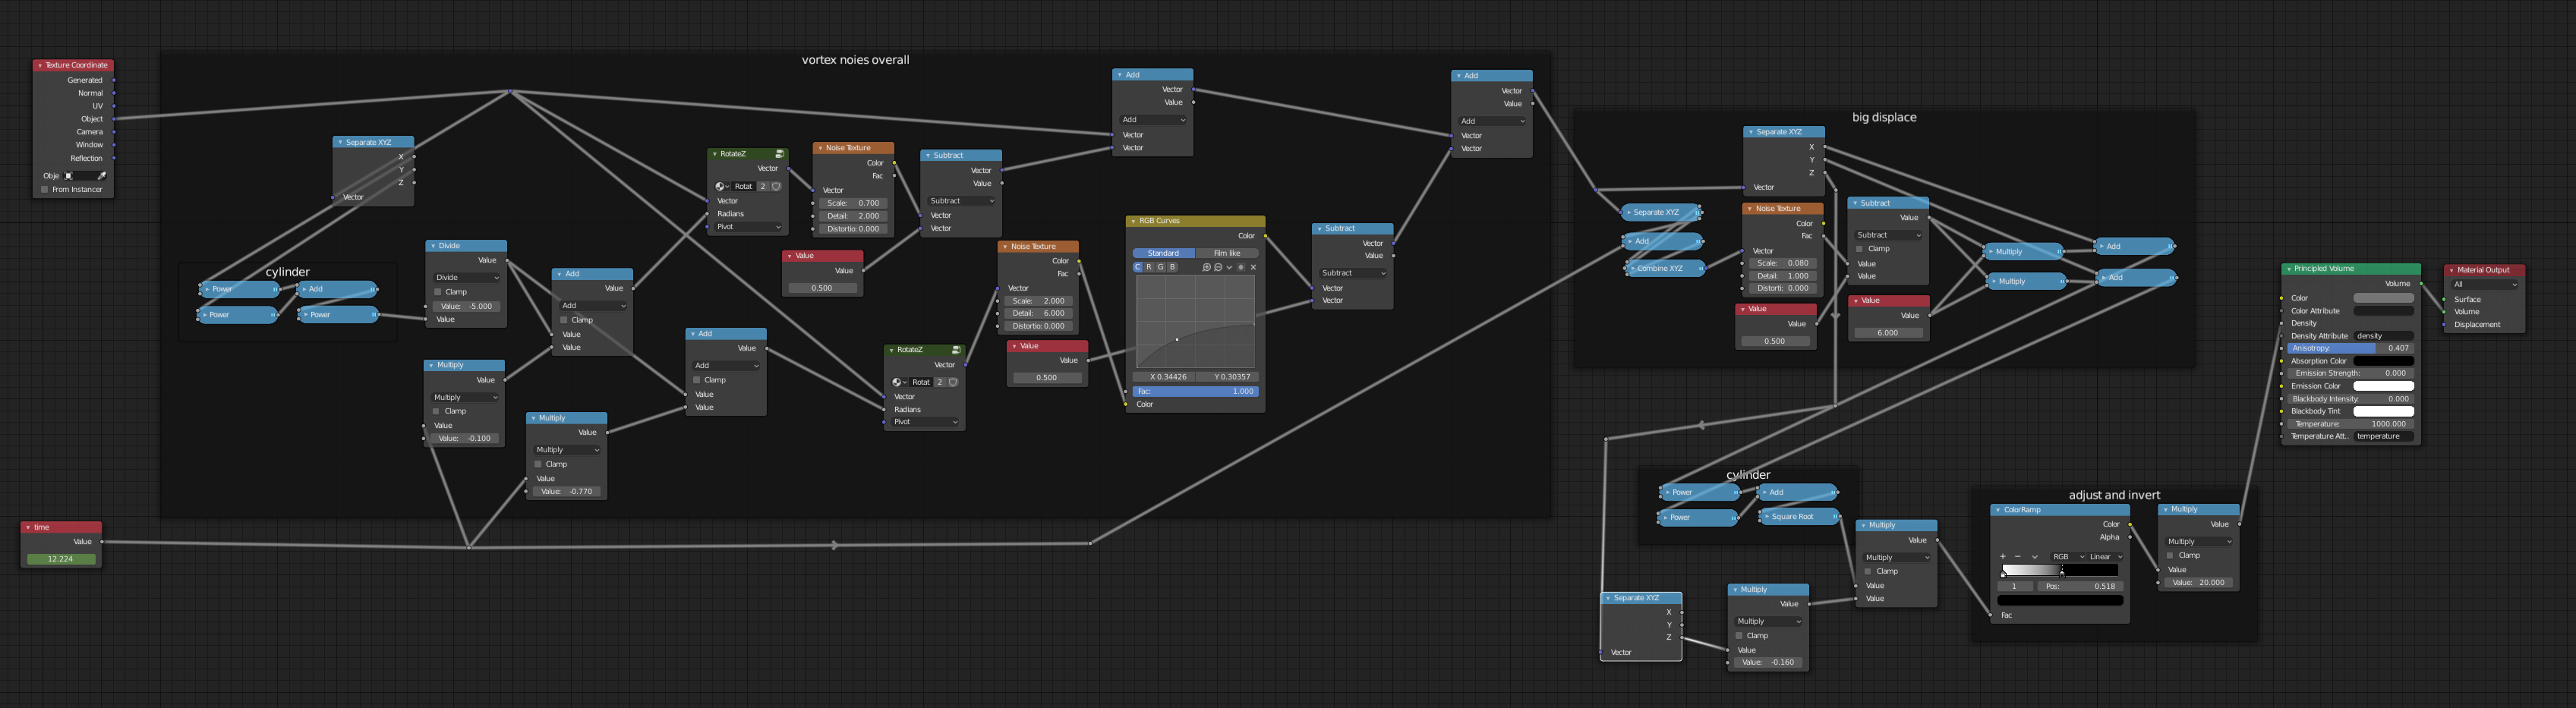 Texture Coordinate
Generated
Normal
UV
Object
Camera
Window
Reflection
Obje
From Instancer
time
Value
12.224
vortex noies overall
Separate XYZ
X
Y
Z
Vector
cylinder
Power
Add
Power
Power
Divide
Value
Divide
Clamp
Value: -5.000
Value
Multiply
Value
Multiply
Clamp
Value
Value: -0.100
Add
Value
Add
Clamp
Value
Value
Multiply
Value
Multiply
Clamp
Value
Value: -0.770
Add
Value
Add
Clamp
Value
Value
RotateZ
Vector
Rotat 2
Vector
Radians
Pivot
Noise Texture
Color
Fac
Vector
Scale: 0.700
Detail: 2.000
Distortio: 0.000
Value
Value
0.500
Subtract
Vector
Value
Subtract
Vector
Vector
RotateZ
Vector
Rotat 2
Vector
Radians
Pivot
Noise Texture
Color
Fac
Vector
Scale: 2.000
Detail: 6.000
Distortio: 0.000
Value
Value
0.500
Add
Vector
Value
Add
Vector
Vector
RGB Curves
Color
Standard Film like
C R G B
X 0.34426 Y 0.30357
Fac: 1.000
Color
Subtract
Vector
Value
Subtract
Vector
Vector
Add
Vector
Value
Add
Vector
Vector
big displace
Separate XYZ
Add
Combine XYZ
Separate XYZ
X
Y
Z
Vector
Noise Texture
Color
Fac
Vector
Scale: 0.080
Detail: 1.000
Distorti: 0.000
Value
Value
0.500
Subtract
Value
Subtract
Clamp
Value
Value
Value
Value
6.000
Multiply
Multiply
Add
Add
cylinder
Power
Add
Power
Square Root
Separate XYZ
X
Y
Z
Vector
Multiply
Value
Multiply
Clamp
Value
Value: -0.160
Multiply
Value
Multiply
Clamp
Value
Value
adjust and invert
ColorRamp
Color
Alpha
RGB Linear
1 Pos: 0.518
Fac
Multiply
Value
Multiply
Clamp
Value
Value: 20.000
Principled Volume
Volume
Color
Color Attribute
Density
Density Attribute density
Anisotropy: 0.407
Absorption Color
Emission Strength: 0.000
Emission Color
Blackbody Intensity: 0.000
Blackbody Tint
Temperature: 1000.000
Temperature Att.. temperature
Material Output
All
Surface
Volume
Displacement